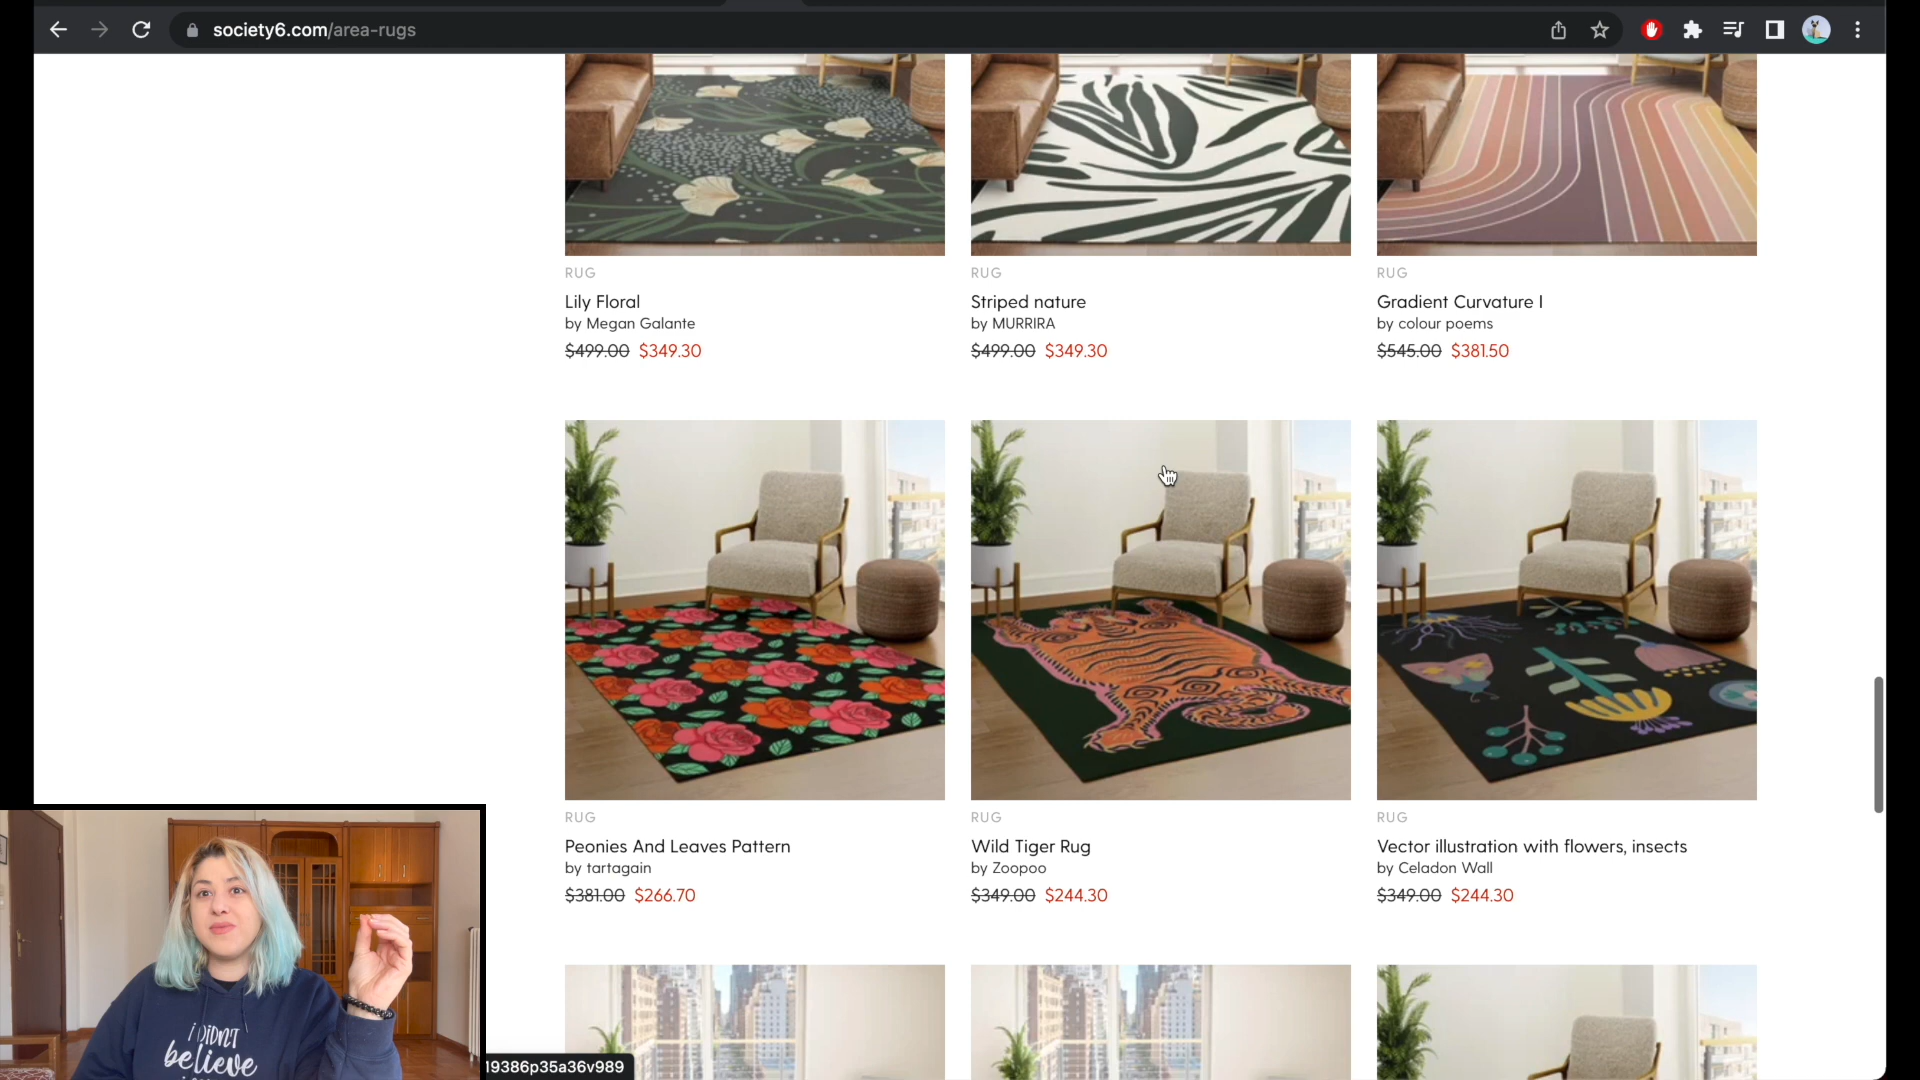 society6.com/area-rugs
RUG
Lily Floral
by Megan Galante
$499.00 $349.30
RUG
Striped nature
by MURRIRA
$499.00 $349.30
RUG
Gradient Curvature I
by colour poems
$545.00 $381.50
RUG
Peonies And Leaves Pattern
by tartagain
$381.00 $266.70
RUG
Wild Tiger Rug
by Zoopoo
$349.00 $244.30
RUG
Vector illustration with flowers, insects
by Celadon Wall
$349.00 $244.30
i DiDN'T
believe
19386p35a36v989